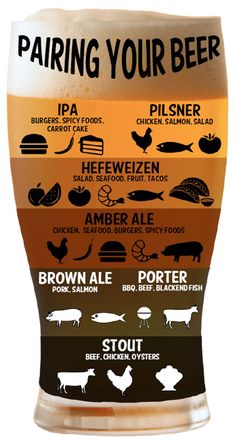 PAIRING YOUR BEER
IPA
BURGERS, SPICY FOODS,
CARROT CAKE
PILSNER
CHICKEN, SALMON, SALAD
HEFEWEIZEN
SALAD, SEAFOOD, FRUIT, TACOS
AMBER ALE
CHICKEN, SEAFOOD, BURGERS, SPICY FOODS
BROWN ALE
PORK, SALMON
PORTER
BBQ, BEEF, BLACKEND FISH
STOUT
BEEF, CHICKEN, OYSTERS